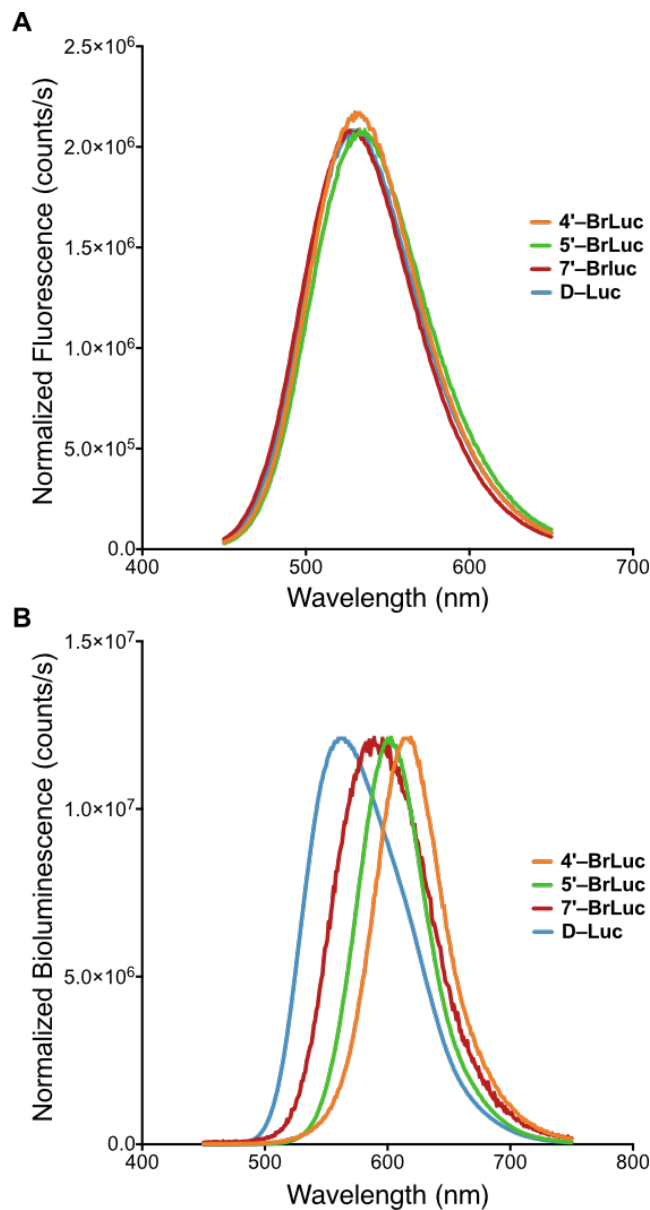 A
Normalized Fluorescence (counts/s)
2.5×10⁶
2.0×10⁶
1.5×10⁶
1.0×10⁶
5.0×10⁵
0.0
400
500
600
700
Wavelength (nm)
4'–BrLuc
5'–BrLuc
7'–Brluc
D–Luc
B
Normalized Bioluminescence (counts/s)
1.5×10⁷
1.0×10⁷
5.0×10⁶
0.0
400
500
600
700
800
Wavelength (nm)
4'–BrLuc
5'–BrLuc
7'–BrLuc
D–Luc